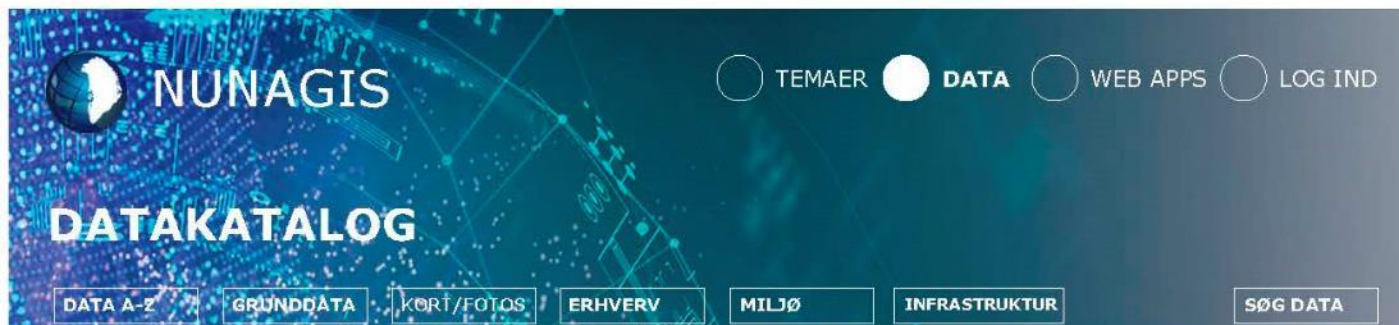 NUNAGIS
TEMAER DATA WEB APPS LOG IND
DATAKATALOG
DATA A-Z GRUNDDATA KORT/FOTOS ERHVERV MILJØ INFRASTRUKTUR SØG DATA